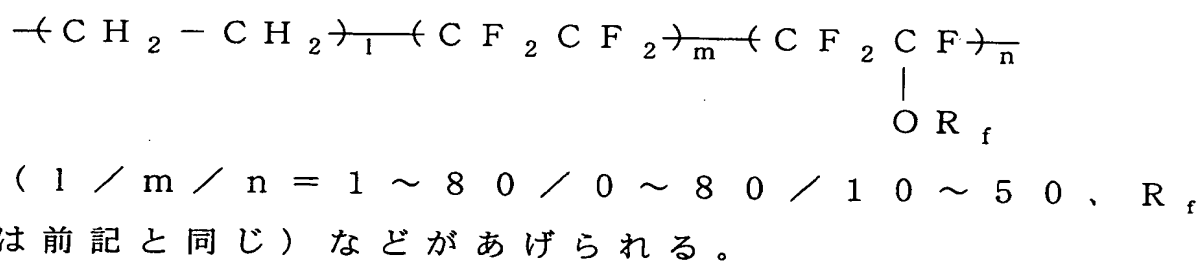 ─(CH₂－CH₂)─l─(CF₂CF₂)─m─(CF₂CF)─n
|
ORf
(l／m／n＝1～80／0～80／10～50、Rf
は前記と同じ)などがあげられる。